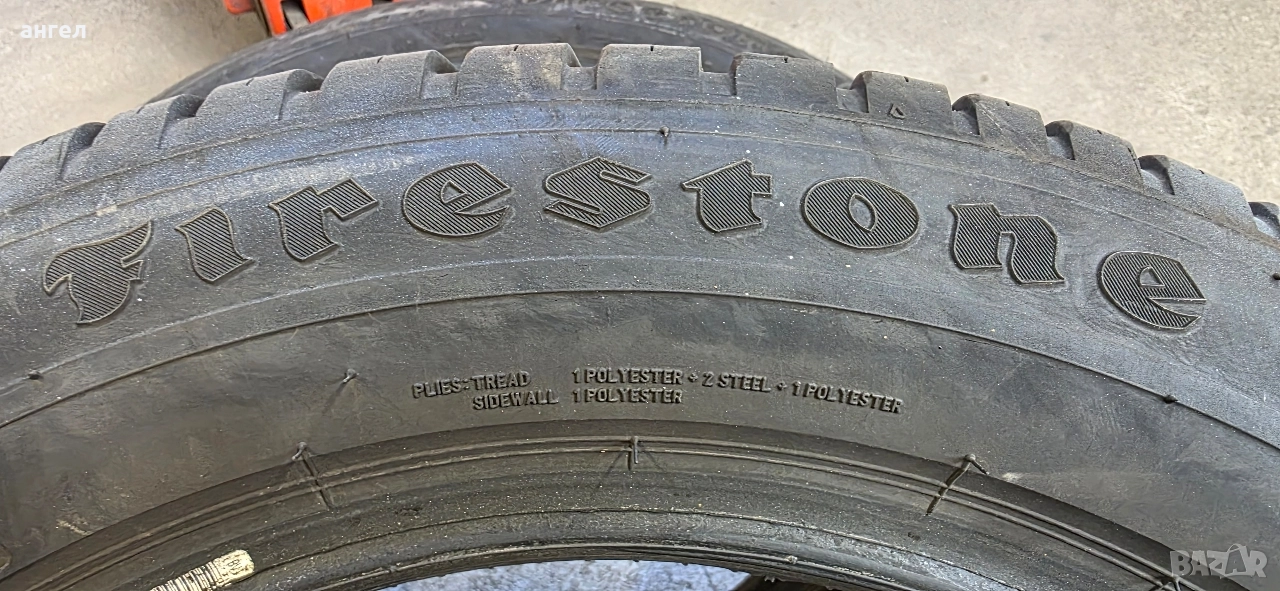 ангел
Firestone
PLIES: TREAD 1 POLYESTER + 2 STEEL + 1 POLYESTER
SIDEWALL 1 POLYESTER
BAZAR